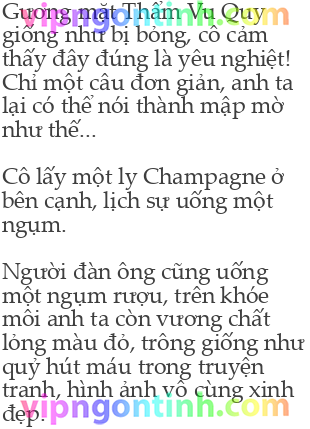 Gương mặt Thẩm Vu Quy
giống như bị bỏng, cô cảm
thấy đây đúng là yêu nghiệt!
Chỉ một câu đơn giản, anh ta
lại có thể nói thành mập mờ
như thế...
Cô lấy một ly Champagne ở
bên cạnh, lịch sự uống một
ngụm.
Người đàn ông cũng uống
một ngụm rượu, trên khóe
môi anh ta còn vương chất
lỏng màu đỏ, trông giống như
quỷ hút máu trong truyện
tranh, hình ảnh vô cùng xinh
đẹp.
vipngontinh.com
vipngontinh.com
vipngontinh.com